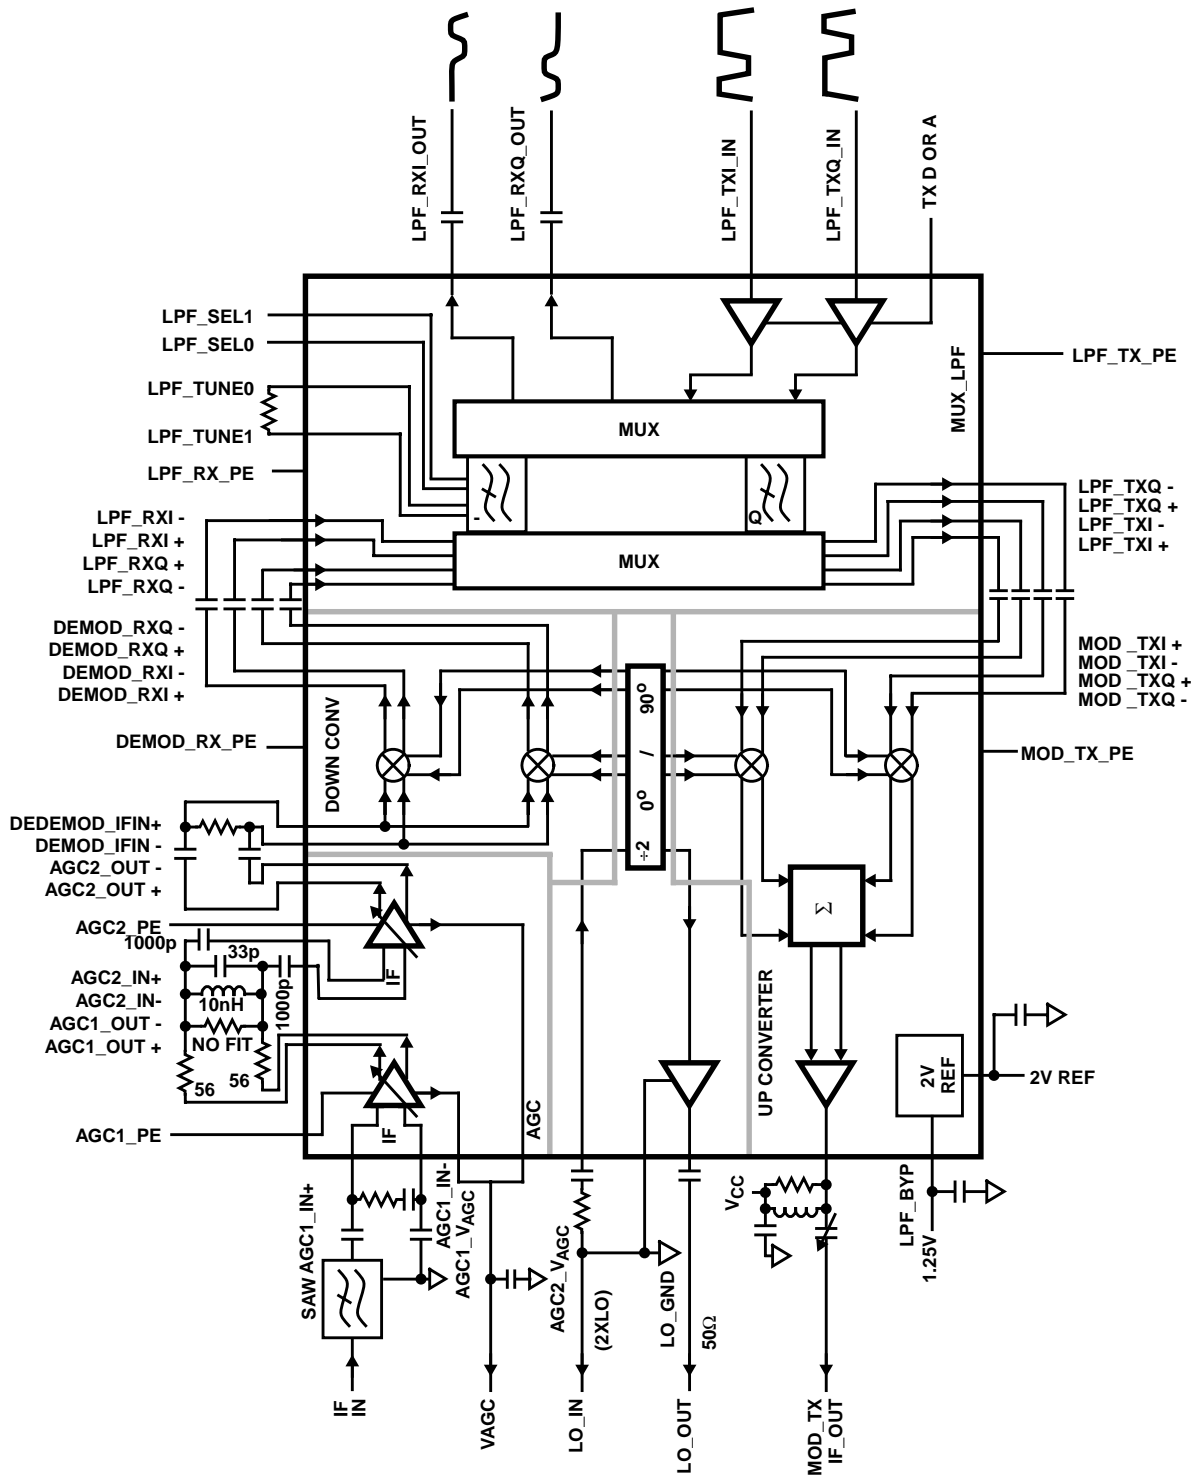 LPF_RXI_OUT
LPF_RXQ_OUT
LPF_TXI_IN
LPF_TXQ_IN
TX D OR A
LPF_SEL1
LPF_SEL0
LPF_TUNE0
LPF_TUNE1
LPF_RX_PE
LPF_RXI -
LPF_RXI +
LPF_RXQ +
LPF_RXQ -
DEMOD_RXQ -
DEMOD_RXQ +
DEMOD_RXI -
DEMOD_RXI +
DEMOD_RX_PE
DEDEMOD_IFIN+
DEMOD_IFIN -
AGC2_OUT -
AGC2_OUT +
AGC2_PE
1000p
33p
AGC2_IN+
AGC2_IN-
10nH
1000p
AGC1_OUT -
AGC1_OUT +
NO FIT
56
56
AGC1_PE
MUX
-
Q
MUX
MUX_LPF
LPF_TX_PE
LPF_TXQ -
LPF_TXQ +
LPF_TXI -
LPF_TXI +
MOD _TXI +
MOD _TXI -
MOD _TXQ +
MOD _TXQ -
MOD_TX_PE
DOWN CONV
÷2 0° / 90°
Σ
IF
IF
AGC
UP CONVERTER
2V
REF
2V REF
SAW AGC1_IN+
AGC1_IN-
AGC1_VAGC
AGC2_VAGC
(2XLO)
LO_GND
50Ω
VCC
LPF_BYP
1.25V
IF
IN
VAGC
LO_IN
LO_OUT
MOD_TX
IF_OUT